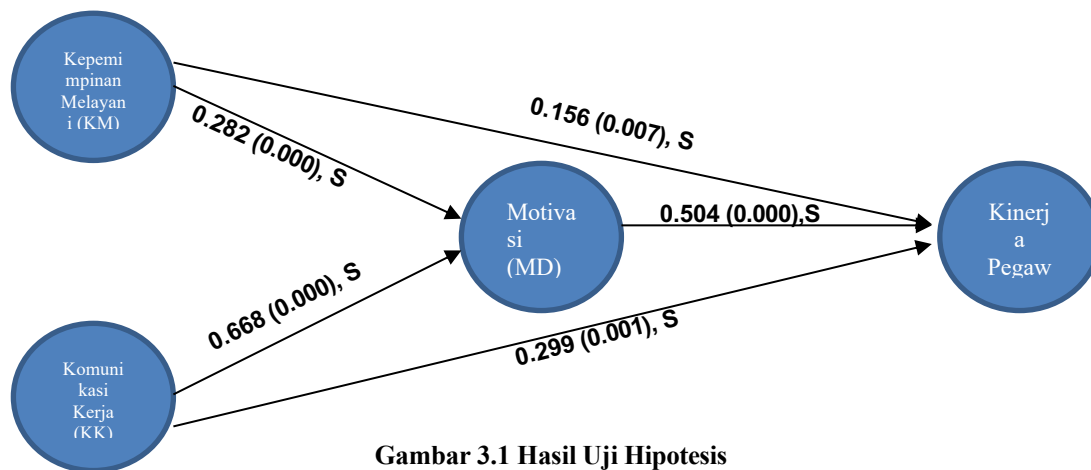 Kepemi
mpinan
Melayan
i (KM)
0.156 (0.007), S
0.282 (0.000), S
Motiva
si
(MD)
0.504 (0.000),S
Kinerj
a
Pegaw
0.668 (0.000), S
0.299 (0.001), S
Komuni
kasi
Kerja
(KK)
Gambar 3.1 Hasil Uji Hipotesis